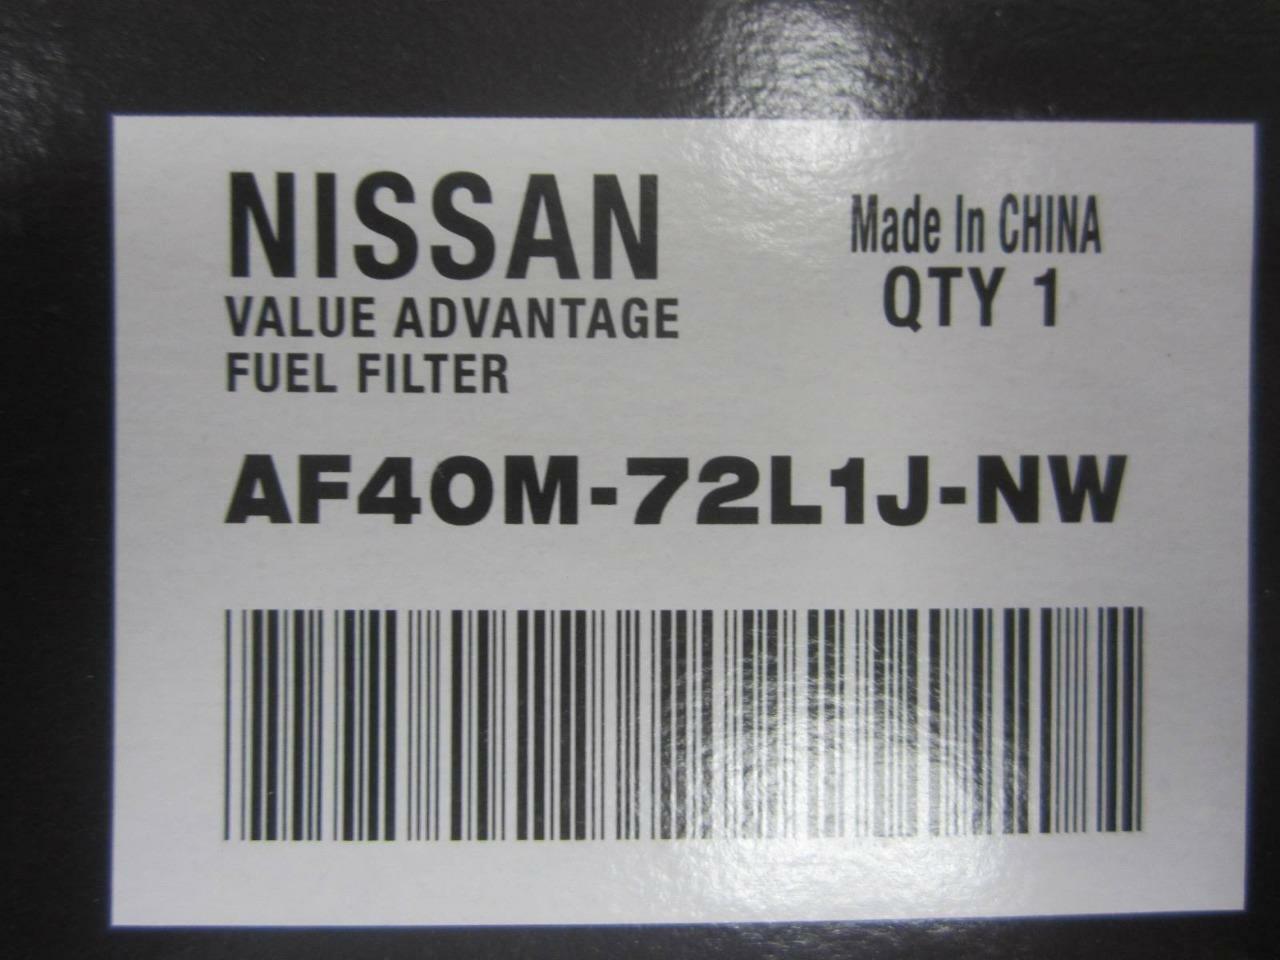 NISSAN
VALUE ADVANTAGE
FUEL FILTER
Made In CHINA
QTY 1
AF40M-72L1J-NW